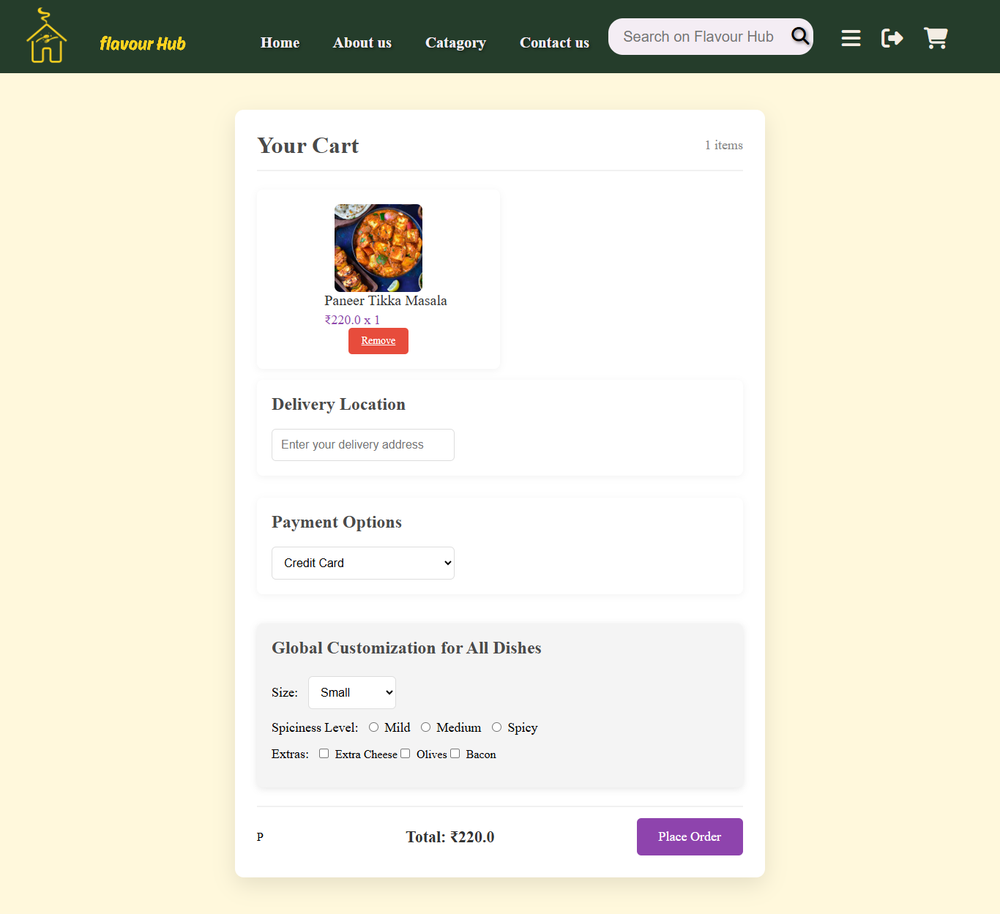 flavour Hub
Home
About us
Catagory
Contact us
Search on Flavour Hub
Your Cart
1 items
Paneer Tikka Masala
₹220.0 x 1
Remove
Delivery Location
Enter your delivery address
Payment Options
Credit Card
Global Customization for All Dishes
Size: Small
Spiciness Level: Mild Medium Spicy
Extras: Extra Cheese Olives Bacon
P
Total: ₹220.0
Place Order